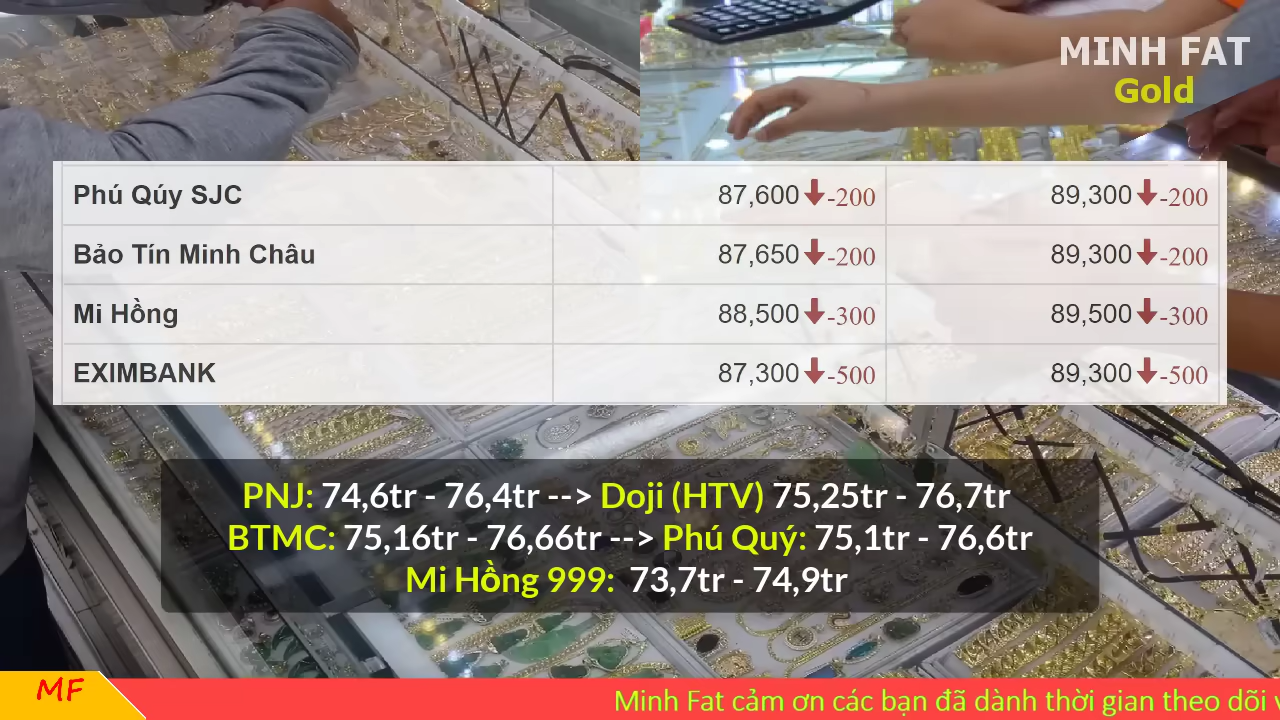 MINH FAT
Gold
Phú Qúy SJC 87,600 -200 89,300 -200
Bảo Tín Minh Châu 87,650 -200 89,300 -200
Mi Hồng 88,500 -300 89,500 -300
EXIMBANK 87,300 -500 89,300 -500
PNJ: 74,6tr - 76,4tr --> Doji (HTV) 75,25tr - 76,7tr
BTMC: 75,16tr - 76,66tr --> Phú Quý: 75,1tr - 76,6tr
Mi Hồng 999: 73,7tr - 74,9tr
MF
Minh Fat cảm ơn các bạn đã dành thời gian theo dõi